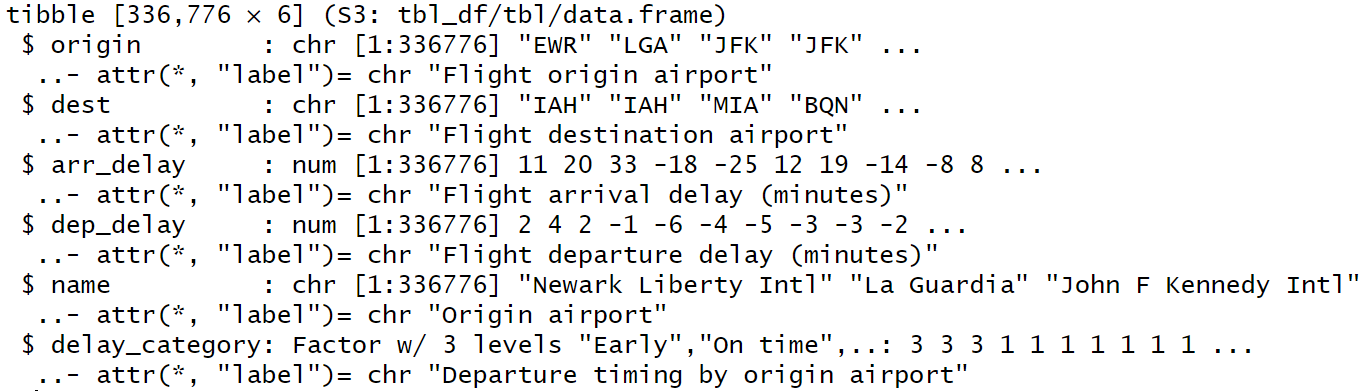 tibble [336,776 × 6] (S3: tbl_df/tbl/data.frame)
 $ origin        : chr [1:336776] "EWR" "LGA" "JFK" "JFK" ...
  ..- attr(*, "label")= chr "Flight origin airport"
 $ dest          : chr [1:336776] "IAH" "IAH" "MIA" "BQN" ...
  ..- attr(*, "label")= chr "Flight destination airport"
 $ arr_delay     : num [1:336776] 11 20 33 -18 -25 12 19 -14 -8 8 ...
  ..- attr(*, "label")= chr "Flight arrival delay (minutes)"
 $ dep_delay     : num [1:336776] 2 4 2 -1 -6 -4 -5 -3 -3 -2 ...
  ..- attr(*, "label")= chr "Flight departure delay (minutes)"
 $ name          : chr [1:336776] "Newark Liberty Intl" "La Guardia" "John F Kennedy Intl"
  ..- attr(*, "label")= chr "Origin airport"
 $ delay_category: Factor w/ 3 levels "Early","On time",..: 3 3 3 1 1 1 1 1 1 1 ...
  ..- attr(*, "label")= chr "Departure timing by origin airport"